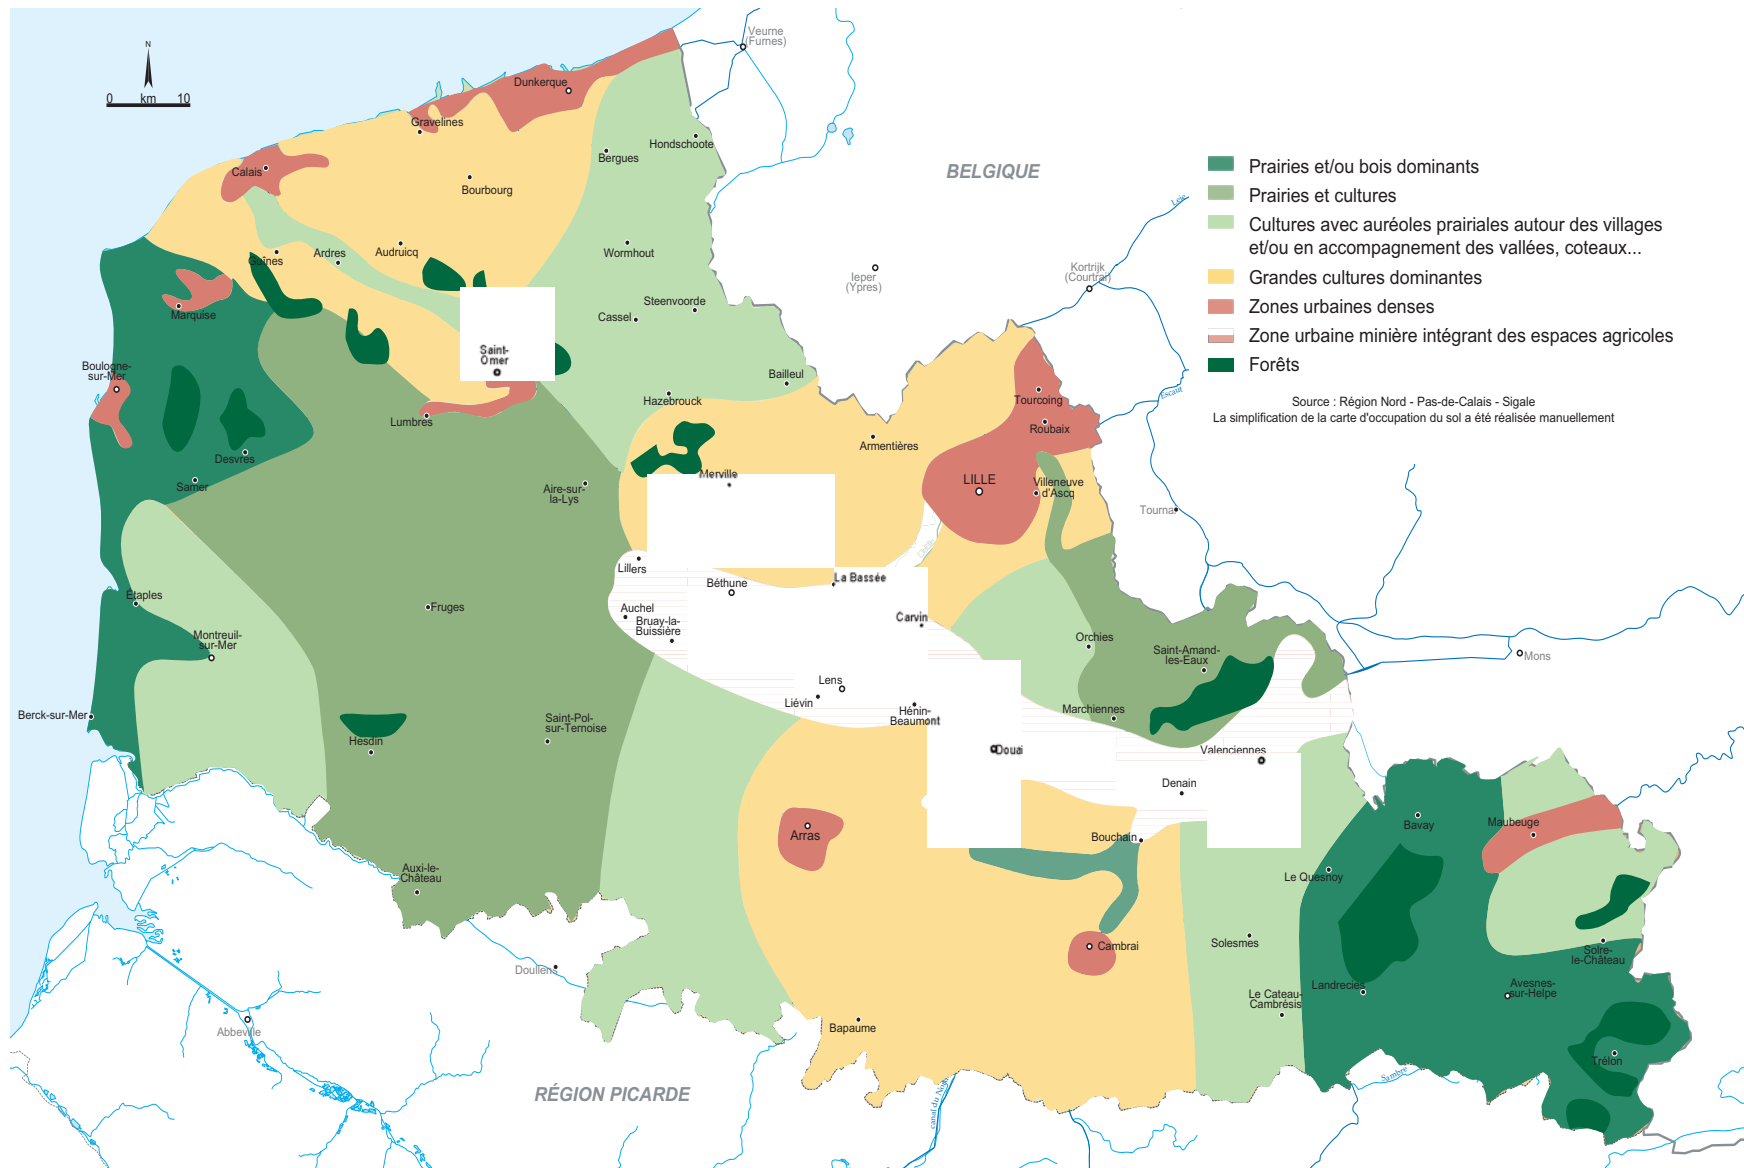 N
0 km 10
Veurne
(Furnes)
Dunkerque
Gravelines
Hondschoote
Bergues
Calais
Bourbourg
BELGIQUE
Prairies et/ou bois dominants
Prairies et cultures
Cultures avec auréoles prairiales autour des villages
et/ou en accompagnement des vallées, coteaux...
Grandes cultures dominantes
Zones urbaines denses
Zone urbaine minière intégrant des espaces agricoles
Forêts
Source : Région Nord - Pas-de-Calais - Sigale
La simplification de la carte d'occupation du sol a été réalisée manuellement
Leie
Guînes
Ardres
Audruicq
Wormhout
Ieper
(Ypres)
Kortrijk
(Courtrai)
Marquise
Steenvoorde
Cassel
Saint-
Omer
Boulogne-
sur-Mer
Bailleul
Hazebrouck
Lumbres
Tourcoing
Roubaix
Escaut
Armentières
Desvres
Samer
Aire-sur-
la-Lys
Merville
LILLE
Villeneuve
d'Ascq
Tournai
Deûle
Lillers
Béthune
La Bassée
Étaples
Fruges
Auchel
Bruay-la-
Buissière
Carvin
Montreuil-
sur-Mer
Orchies
Saint-Amand-
les-Eaux
Mons
Lens
Liévin
Hénin-
Beaumont
Marchiennes
Berck-sur-Mer
Saint-Pol-
sur-Ternoise
Hesdin
Douai
Valenciennes
Denain
Arras
Bouchain
Bavay
Maubeuge
Auxi-le-
Château
Le Quesnoy
Cambrai
Solesmes
Solre-
le-Château
Doullens
Landrecies
Avesnes-
sur-Helpe
Le Cateau-
Cambrésis
Abbeville
Bapaume
Trélon
Sambre
RÉGION PICARDE
canal du Nord